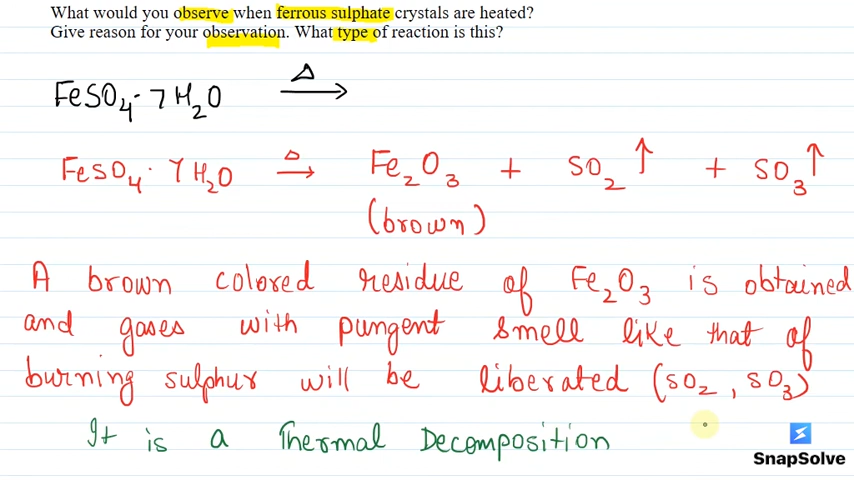 What would you observe when ferrous sulphate crystals are heated?
Give reason for your observation. What type of reaction is this?
Δ
FeSO₄·7H₂O ⟶
FeSO₄·7H₂O →Δ Fe₂O₃ + SO₂↑ + SO₃↑
(brown)
A brown colored residue of Fe₂O₃ is obtained
and gases with pungent smell like that of
burning sulphur will be liberated (SO₂, SO₃)
It is a Thermal Decomposition
SnapSolve